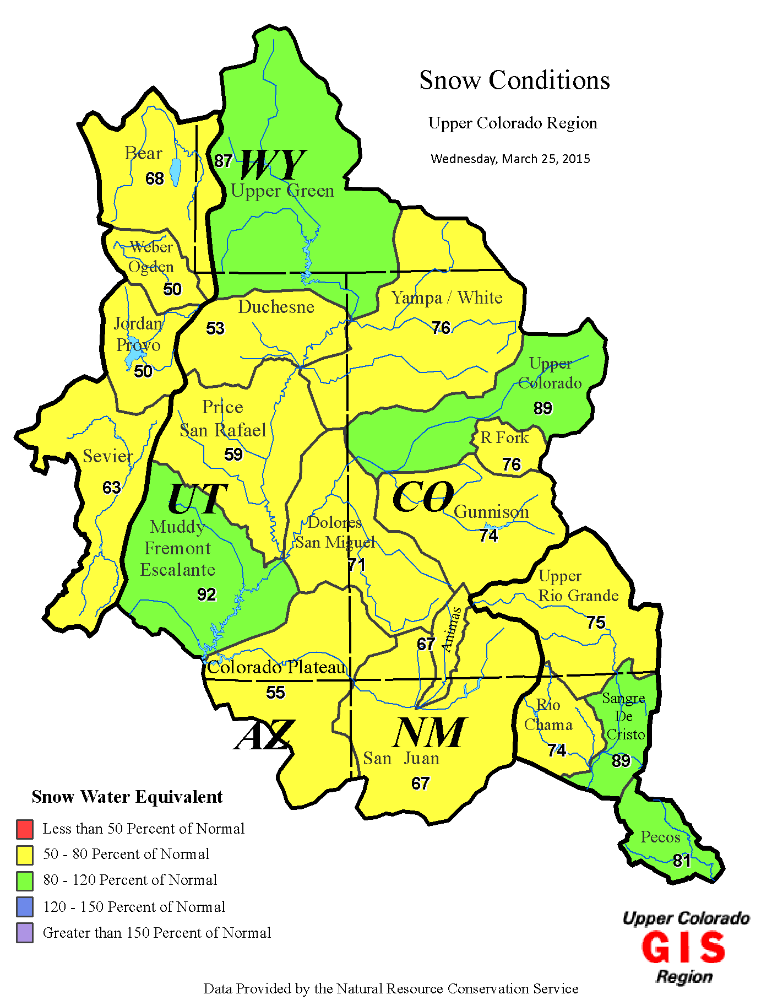 Snow Conditions
Upper Colorado Region
Wednesday, March 25, 2015
Bear
68
87
WY
Upper Green
Weber
Ogden
50
Duchesne
53
Yampa / White
76
Jordan
Provo
50
Upper
Colorado
89
Price
San Rafael
59
R Fork
76
Sevier
63
UT
CO
Gunnison
74
Muddy
Fremont
Escalante
92
Dolores
San Miguel
71
Upper
Rio Grande
75
Animas
67
Colorado Plateau
55
AZ
NM
San Juan
67
Rio
Chama
74
Sangre
De
Cristo
89
Pecos
81
Snow Water Equivalent
Less than 50 Percent of Normal
50 - 80 Percent of Normal
80 - 120 Percent of Normal
120 - 150 Percent of Normal
Greater than 150 Percent of Normal
Upper Colorado
GIS
Region
Data Provided by the Natural Resource Conservation Service